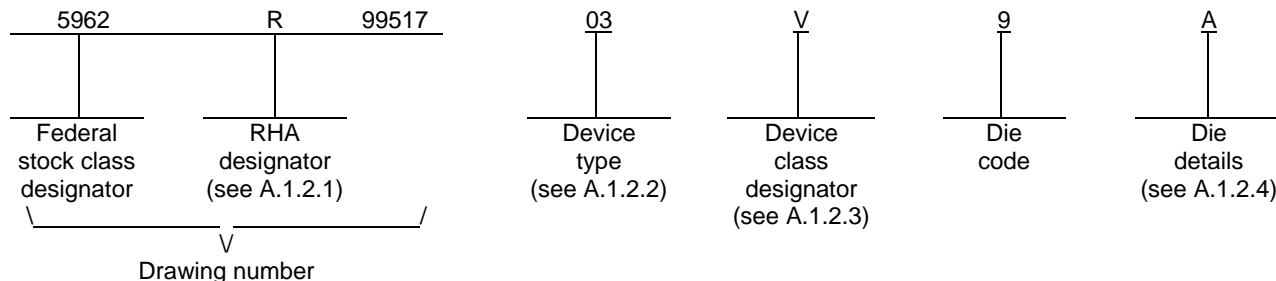 5962 R 99517 03 V 9 A
Federal stock class designator
RHA designator (see A.1.2.1)
Device type (see A.1.2.2)
Device class designator (see A.1.2.3)
Die code
Die details (see A.1.2.4)
Drawing number